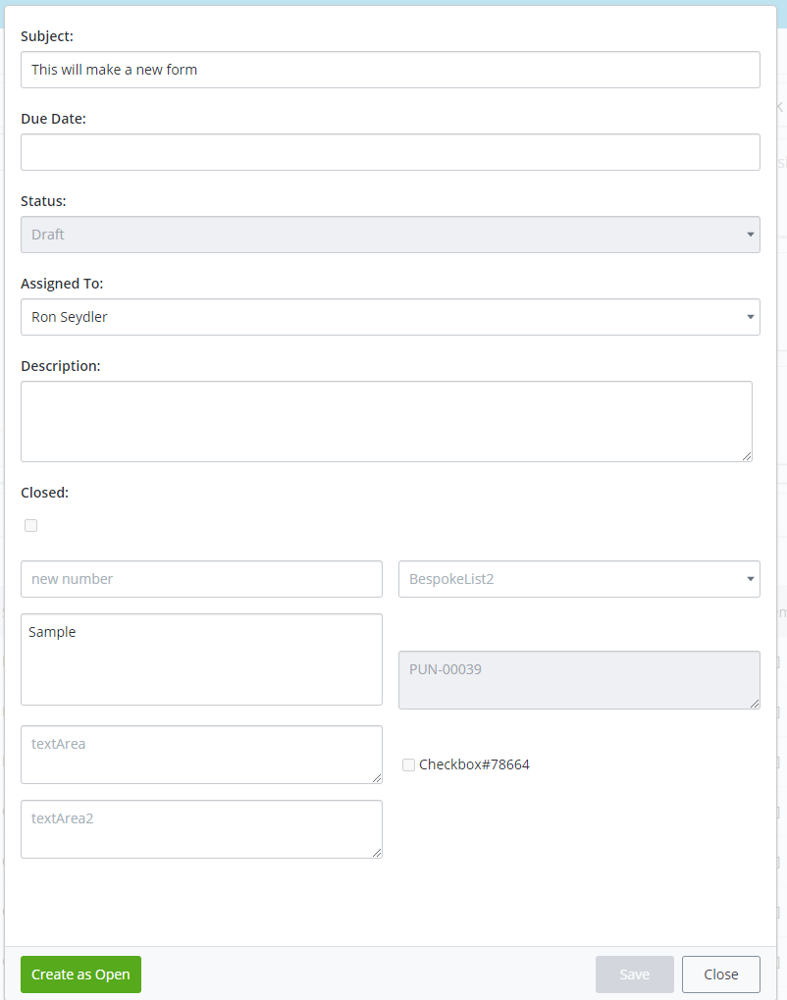 Subject:
This will make a new form
Due Date:
Status:
Draft
Assigned To:
Ron Seydler
Description:
Closed:
new number
BespokeList2
Sample
PUN-00039
textArea
Checkbox#78664
textArea2
Create as Open
Save
Close